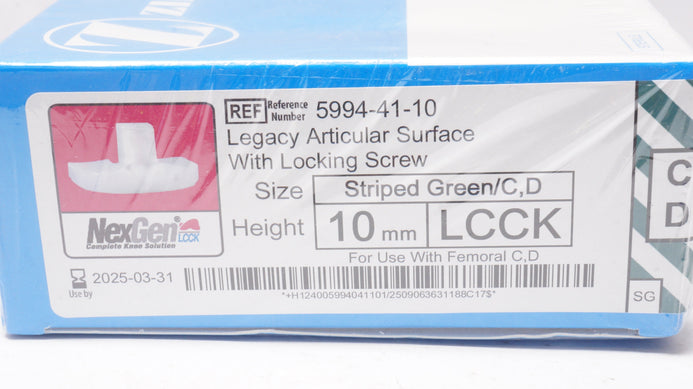 REF Reference Number 5994-41-10
Legacy Articular Surface
With Locking Screw
Size Striped Green/C,D
Height 10 mm LCCK
For Use With Femoral C,D
NexGen®
LCCK
Complete Knee Solution
Use by 2025-03-31
*+H124005994041101/2509063631188C17$*
SG
C
D